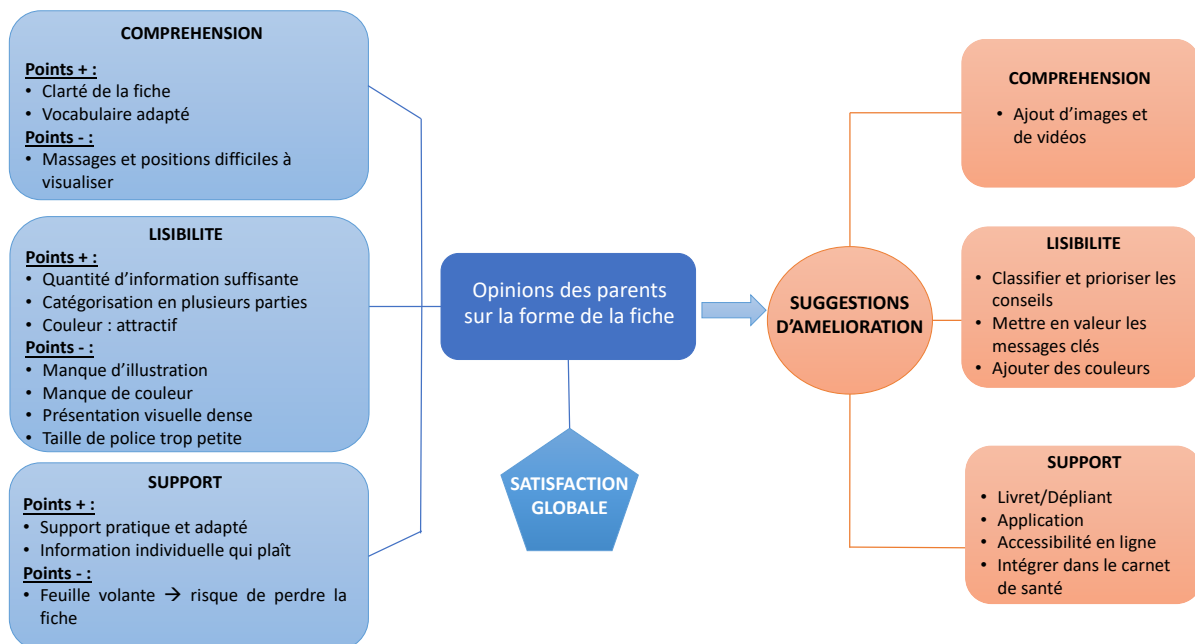 COMPREHENSION
Points + :
• Clarté de la fiche
• Vocabulaire adapté
Points - :
• Massages et positions difficiles à
visualiser
LISIBILITE
Points + :
• Quantité d'information suffisante
• Catégorisation en plusieurs parties
• Couleur : attractif
Points - :
• Manque d'illustration
• Manque de couleur
• Présentation visuelle dense
• Taille de police trop petite
SUPPORT
Points + :
• Support pratique et adapté
• Information individuelle qui plaît
Points - :
• Feuille volante → risque de perdre la
fiche
Opinions des parents
sur la forme de la fiche
SATISFACTION
GLOBALE
SUGGESTIONS
D'AMELIORATION
COMPREHENSION
• Ajout d'images et
de vidéos
LISIBILITE
• Classifier et prioriser les
conseils
• Mettre en valeur les
messages clés
• Ajouter des couleurs
SUPPORT
• Livret/Dépliant
• Application
• Accessibilité en ligne
• Intégrer dans le carnet
de santé